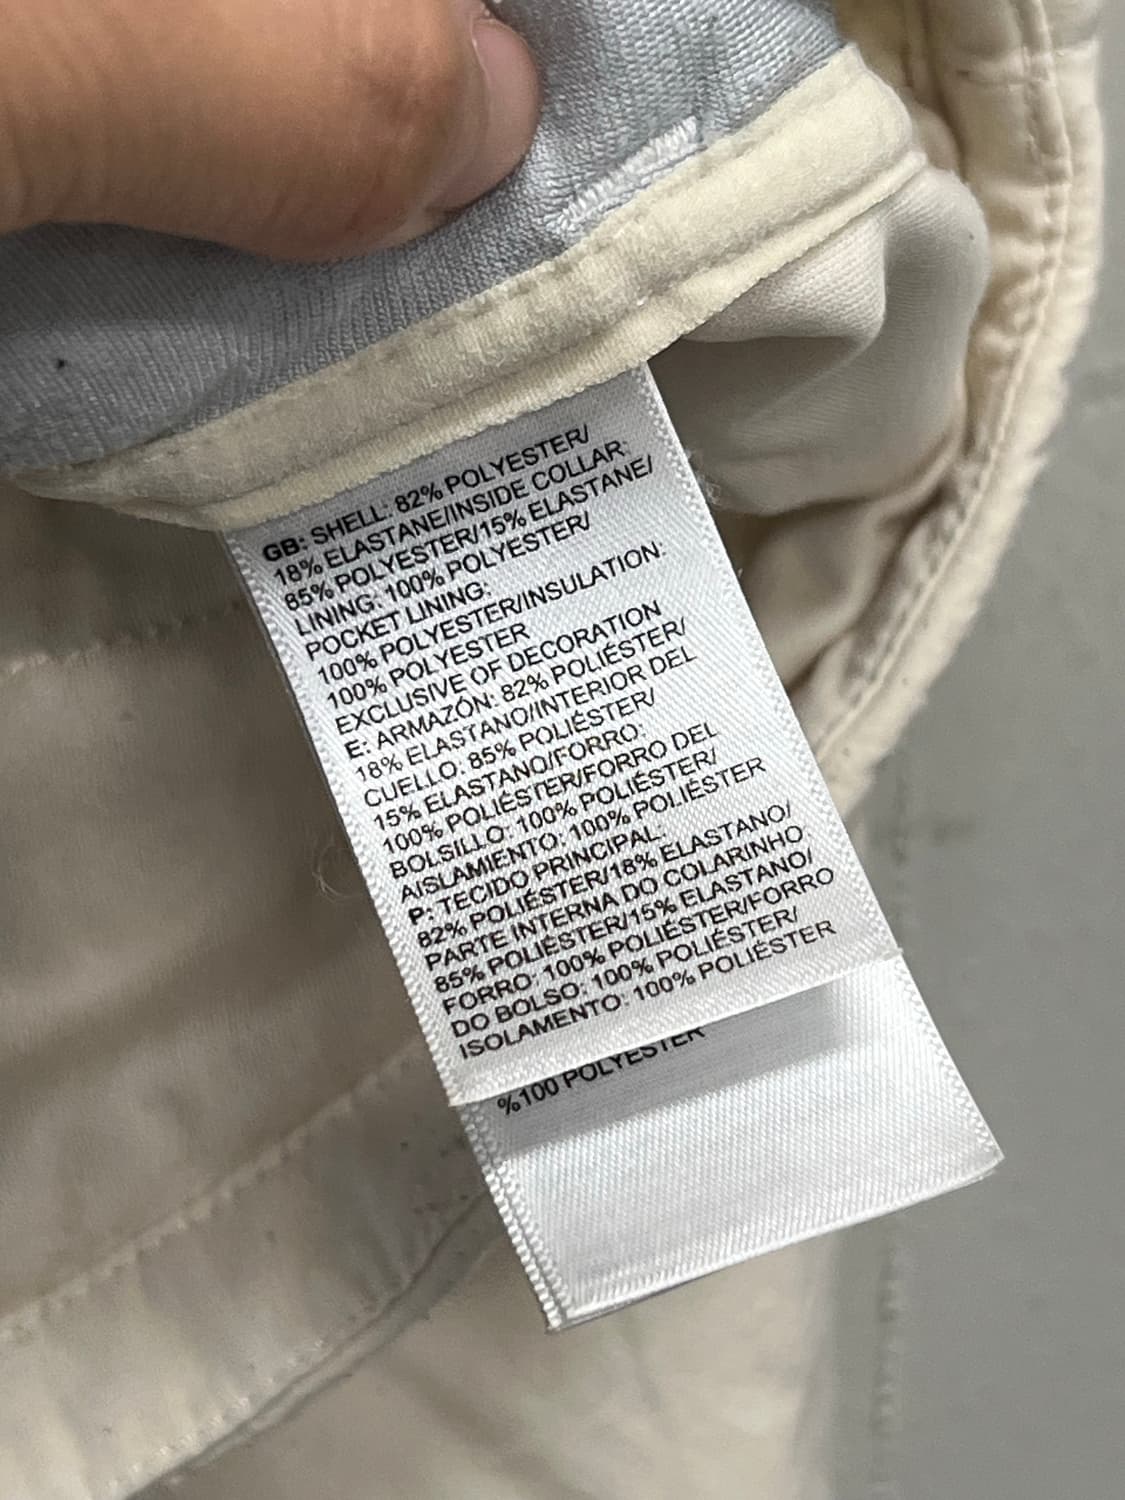 GB: SHELL: 82% POLYESTER/
18% ELASTANE/INSIDE COLLAR:
85% POLYESTER/15% ELASTANE/
LINING: 100% POLYESTER/
POCKET LINING:
100% POLYESTER/INSULATION:
100% POLYESTER
EXCLUSIVE OF DECORATION
E: ARMAZÓN: 82% POLIÉSTER/
18% ELASTANO/INTERIOR DEL
CUELLO: 85% POLIÉSTER/
15% ELASTANO/FORRO:
100% POLIÉSTER/FORRO DEL
BOLSILLO: 100% POLIÉSTER/
AISLAMIENTO: 100% POLIÉSTER
P: TECIDO PRINCIPAL:
82% POLIÉSTER/18% ELASTANO/
PARTE INTERNA DO COLARINHO:
85% POLIÉSTER/15% ELASTANO/
FORRO: 100% POLIÉSTER/FORRO
DO BOLSO: 100% POLIÉSTER/
ISOLAMENTO: 100% POLIÉSTER
%100 POLYESTER